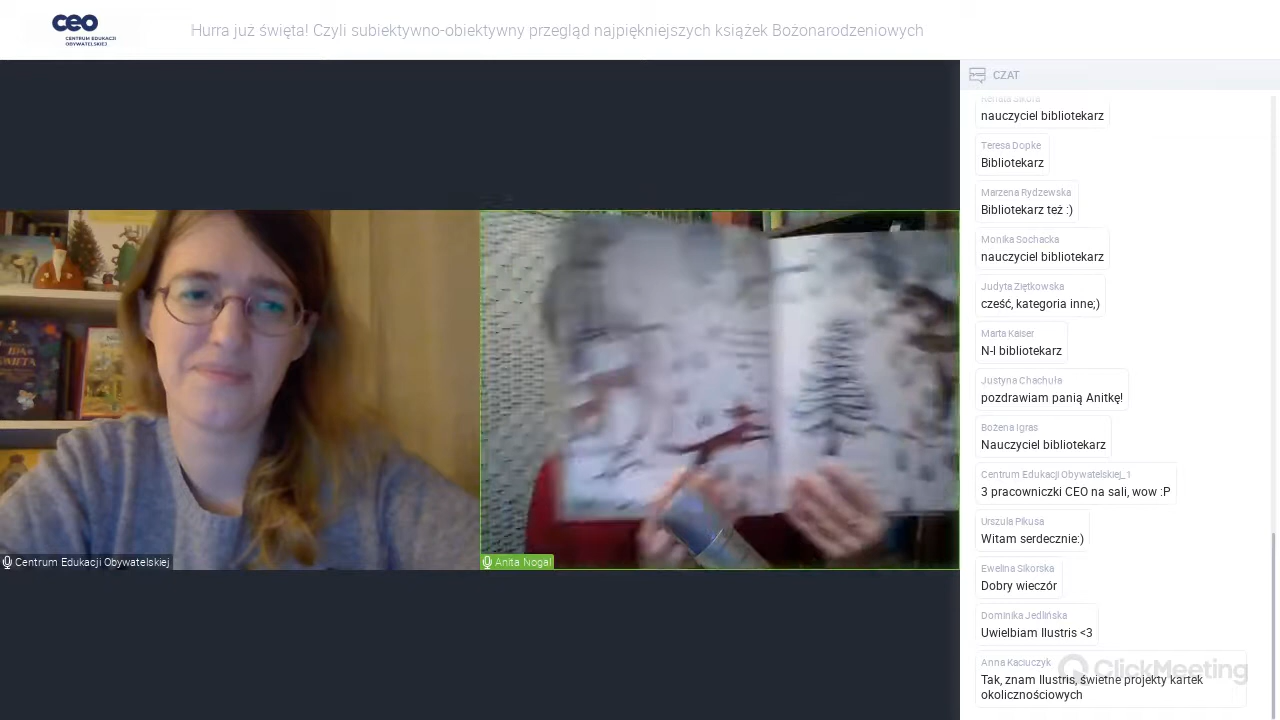 ceo
CENTRUM EDUKACJI
OBYWATELSKIEJ
Hurra już święta! Czyli subiektywno-obiektywny przegląd najpiękniejszych książek Bożonarodzeniowych
CZAT
Renata Sikora
nauczyciel bibliotekarz
Teresa Dopke
Bibliotekarz
Marzena Rydzewska
Bibliotekarz też :)
Monika Sochacka
nauczyciel bibliotekarz
Judyta Ziętkowska
cześć, kategoria inne;)
Marta Kaiser
N-l bibliotekarz
Justyna Chachuła
pozdrawiam panią Anitkę!
Bożena Igras
Nauczyciel bibliotekarz
Centrum Edukacji Obywatelskiej_1
3 pracowniczki CEO na sali, wow :P
Urszula Pikusa
Witam serdecznie:)
Ewelina Sikorska
Dobry wieczór
Dominika Jedlińska
Uwielbiam Ilustris <3
Anna Kaciuczyk
Tak, znam Ilustris, świetne projekty kartek
okolicznościowych
ClickMeeting
Centrum Edukacji Obywatelskiej
Anita Nogal